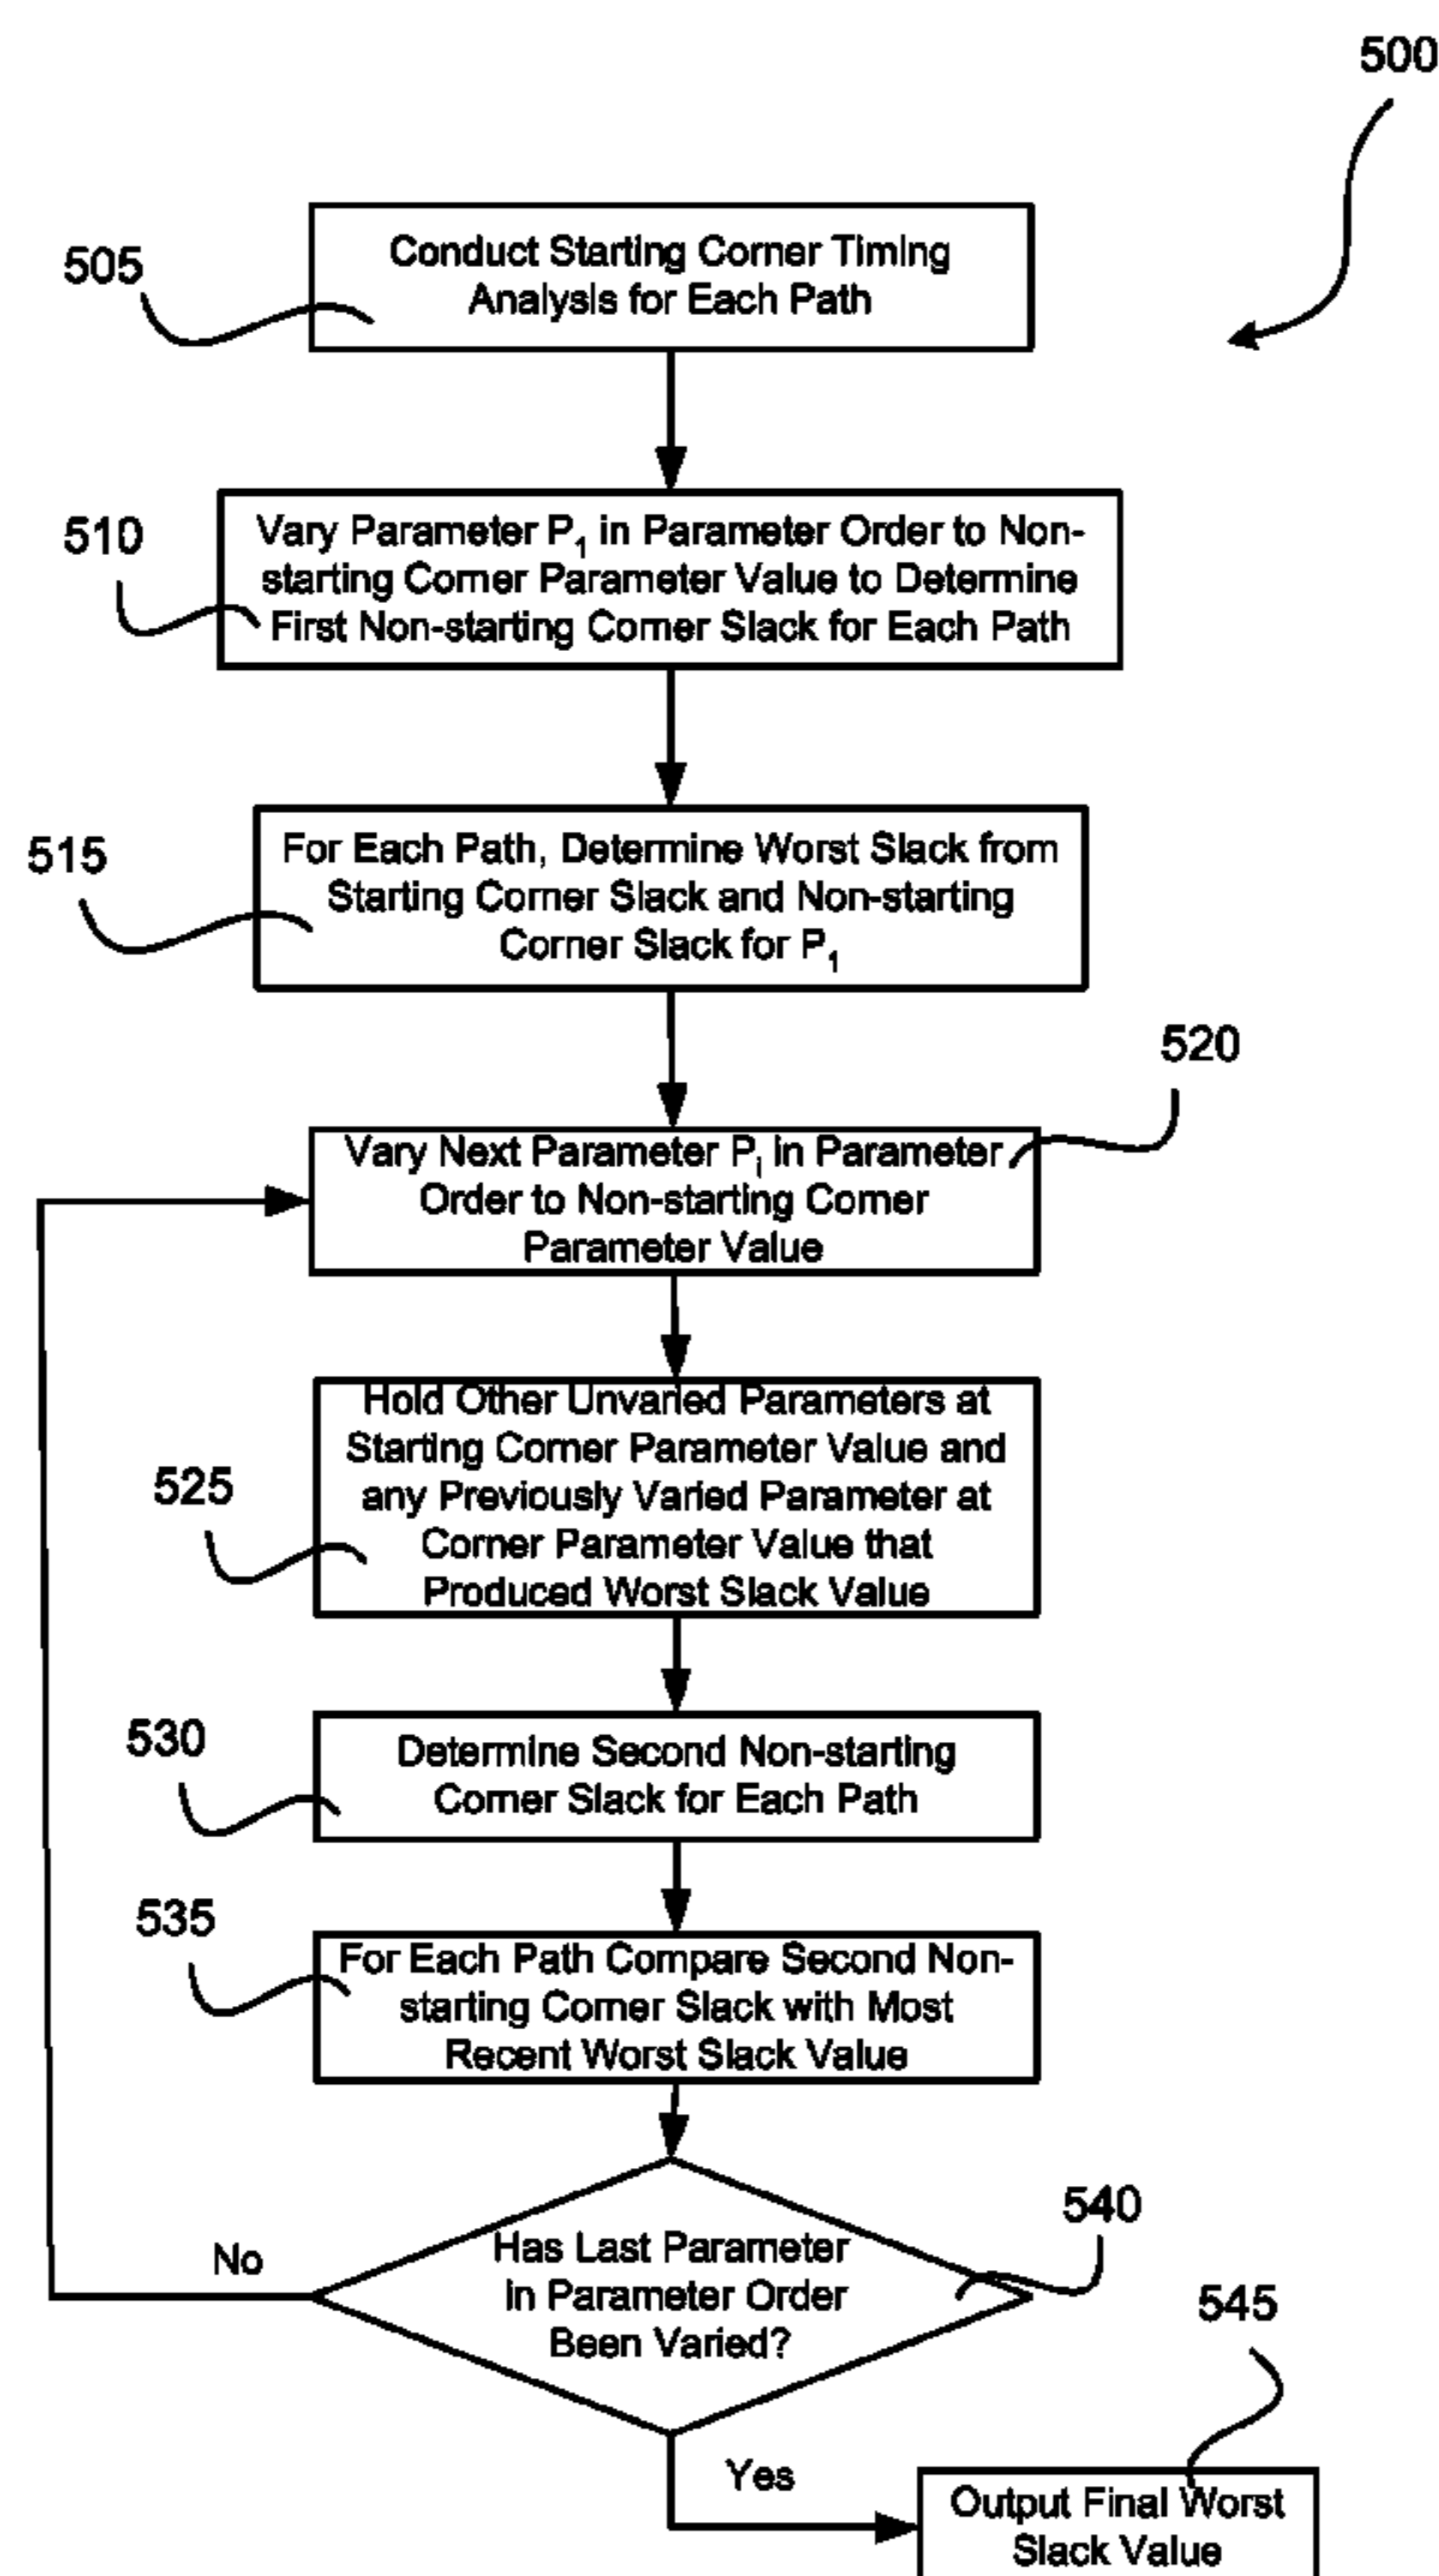 500
505
Conduct Starting Corner Timing
Analysis for Each Path
510
Vary Parameter P1 in Parameter Order to Non-
starting Corner Parameter Value to Determine
First Non-starting Corner Slack for Each Path
515
For Each Path, Determine Worst Slack from
Starting Corner Slack and Non-starting
Corner Slack for P1
520
Vary Next Parameter Pi in Parameter
Order to Non-starting Corner
Parameter Value
525
Hold Other Unvaried Parameters at
Starting Corner Parameter Value and
any Previously Varied Parameter at
Corner Parameter Value that
Produced Worst Slack Value
530
Determine Second Non-starting
Corner Slack for Each Path
535
For Each Path Compare Second Non-
starting Corner Slack with Most
Recent Worst Slack Value
540
Has Last Parameter
in Parameter Order
Been Varied?
No
Yes
545
Output Final Worst
Slack Value